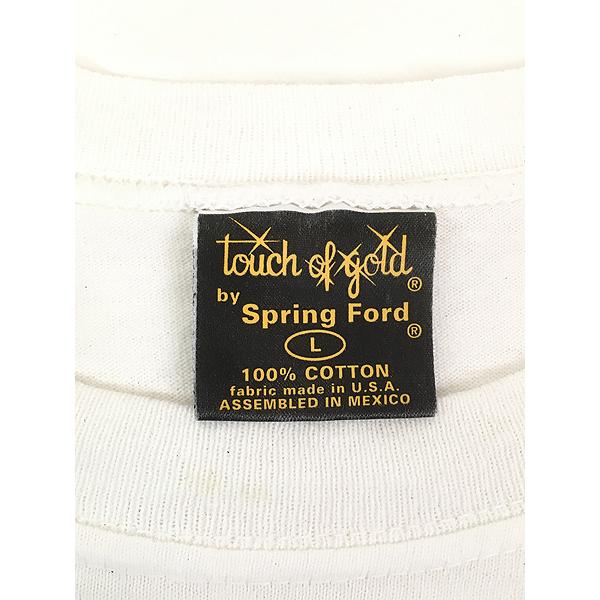 touch of gold ®
by Spring Ford ®
L
100% COTTON
fabric made in U.S.A.
ASSEMBLED IN MEXICO